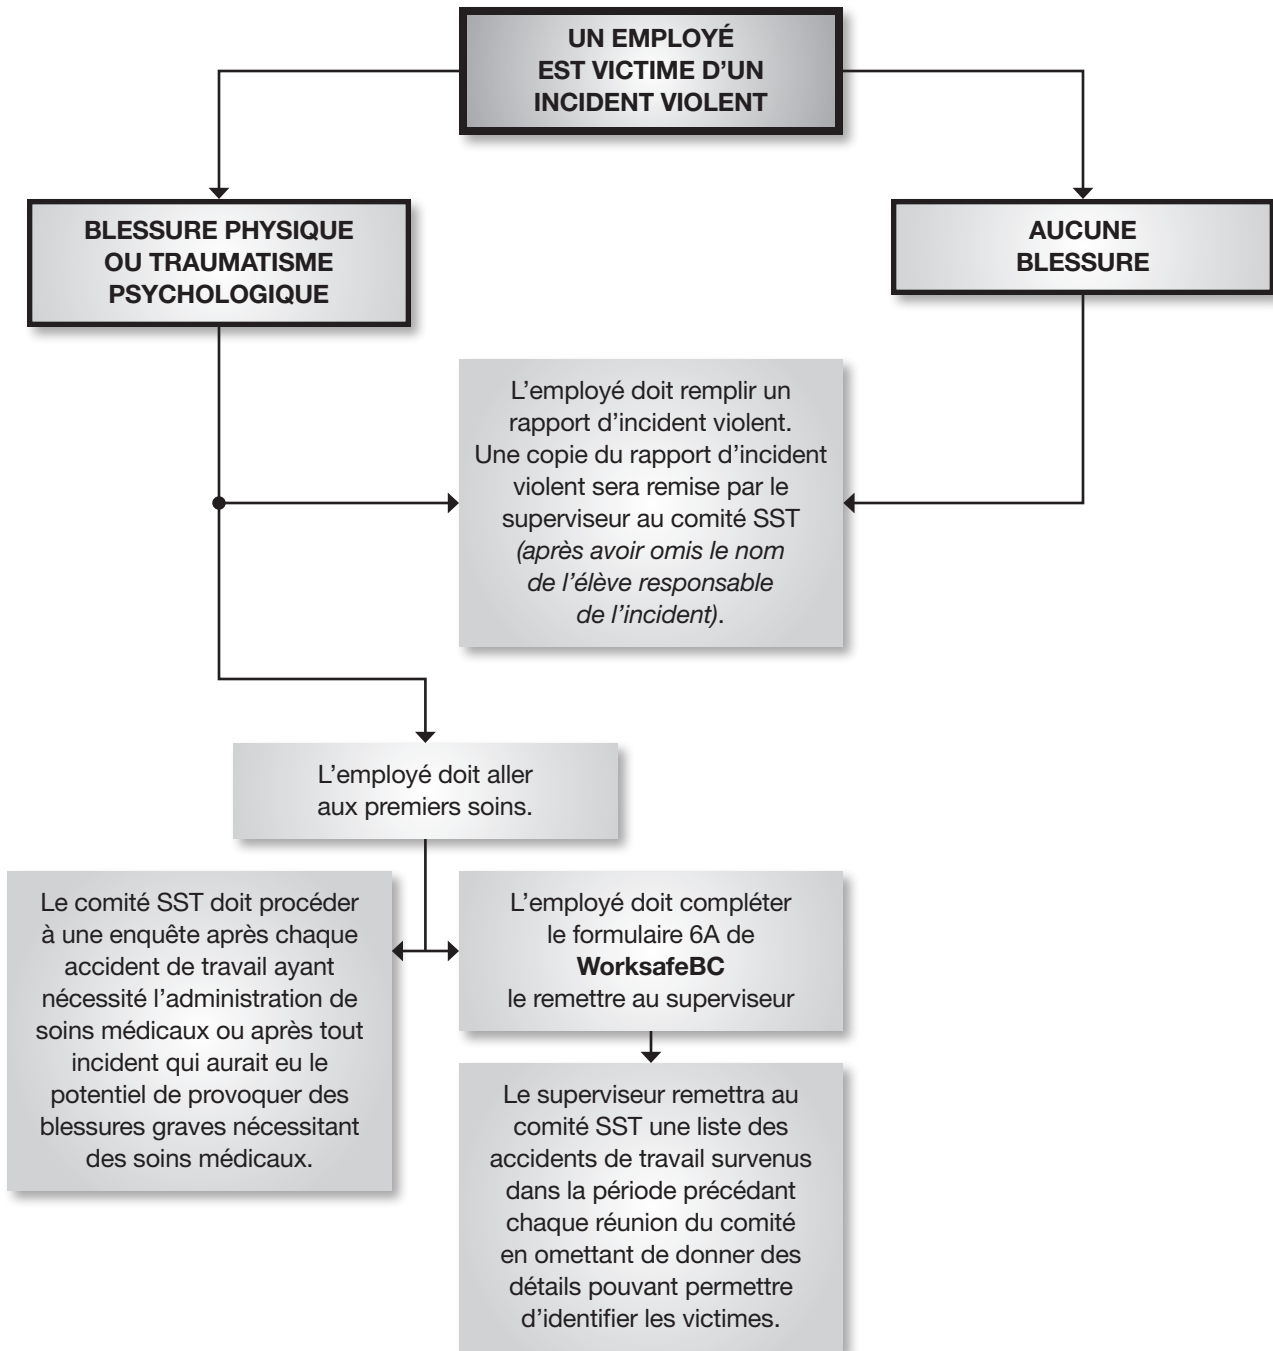 UN EMPLOYÉ
EST VICTIME D'UN
INCIDENT VIOLENT
BLESSURE PHYSIQUE
OU TRAUMATISME
PSYCHOLOGIQUE
AUCUNE
BLESSURE
L'employé doit remplir un
rapport d'incident violent.
Une copie du rapport d'incident
violent sera remise par le
superviseur au comité SST
(après avoir omis le nom
de l'élève responsable
de l'incident).
L'employé doit aller
aux premiers soins.
Le comité SST doit procéder
à une enquête après chaque
accident de travail ayant
nécessité l'administration de
soins médicaux ou après tout
incident qui aurait eu le
potentiel de provoquer des
blessures graves nécessitant
des soins médicaux.
L'employé doit compléter
le formulaire 6A de
WorksafeBC
le remettre au superviseur
Le superviseur remettra au
comité SST une liste des
accidents de travail survenus
dans la période précédant
chaque réunion du comité
en omettant de donner des
détails pouvant permettre
d'identifier les victimes.